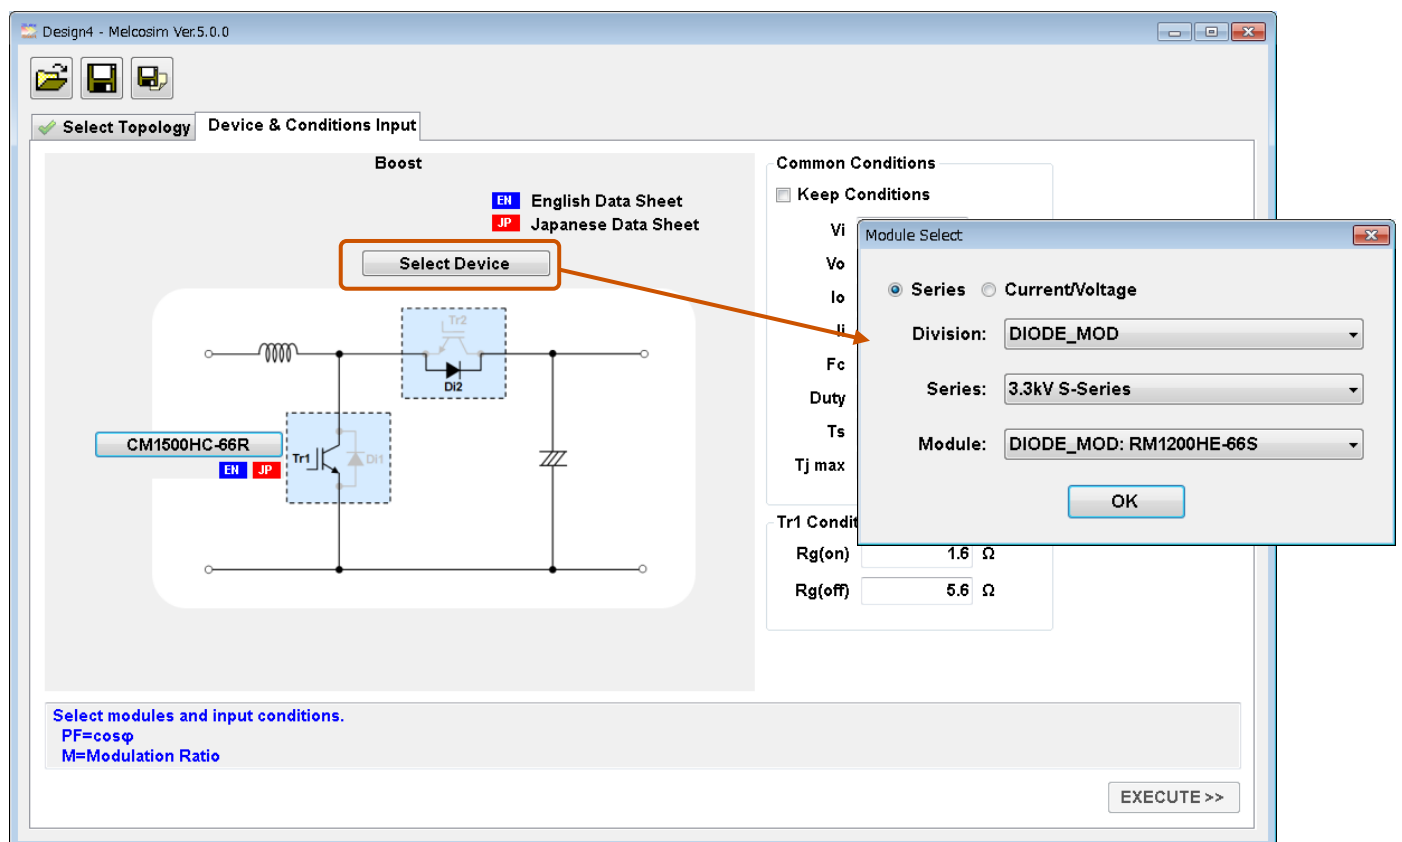 Design4 - Melcosim Ver.5.0.0
Select Topology
Device & Conditions Input
Boost
EN English Data Sheet
JP Japanese Data Sheet
Select Device
Tr2
Di2
CM1500HC-66R
EN JP
Tr1
Di1
Common Conditions
Keep Conditions
Vi
Vo
Io
Ii
Fc
Duty
Ts
Tj max
Tr1 Condit
Rg(on) 1.6 Ω
Rg(off) 5.6 Ω
Module Select
Series Current/Voltage
Division: DIODE_MOD
Series: 3.3kV S-Series
Module: DIODE_MOD: RM1200HE-66S
OK
Select modules and input conditions.
PF=cosφ
M=Modulation Ratio
EXECUTE >>